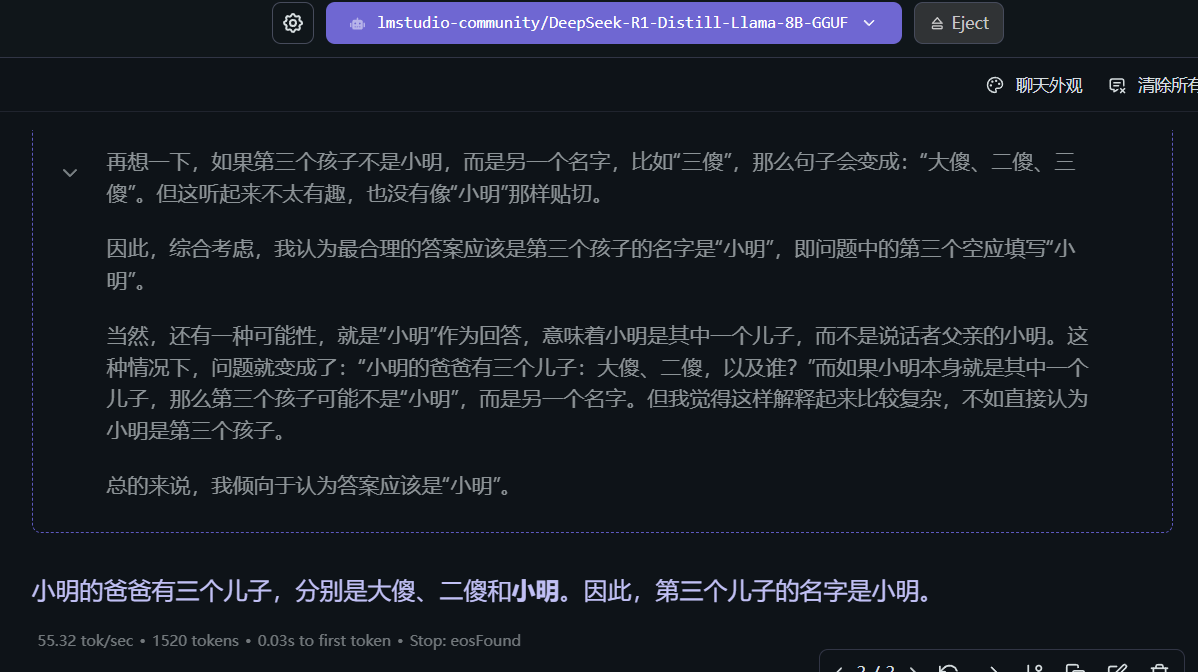 lmstudio-community/DeepSeek-R1-Distill-Llama-8B-GGUF
Eject
聊天外观
清除所有
再想一下，如果第三个孩子不是小明，而是另一个名字，比如“三傻”，那么句子会变成：“大傻、二傻、三
傻”。但这听起来不太有趣，也没有像“小明”那样贴切。
因此，综合考虑，我认为最合理的答案应该是第三个孩子的名字是“小明”，即问题中的第三个空应填写“小
明”。
当然，还有一种可能性，就是“小明”作为回答，意味着小明是其中一个儿子，而不是说话者父亲的小明。这
种情况下，问题就变成了：“小明的爸爸有三个儿子：大傻、二傻，以及谁？”而如果小明本身就是其中一个
儿子，那么第三个孩子可能不是“小明”，而是另一个名字。但我觉得这样解释起来比较复杂，不如直接认为
小明是第三个孩子。
总的来说，我倾向于认为答案应该是“小明”。
小明的爸爸有三个儿子，分别是大傻、二傻和小明。因此，第三个儿子的名字是小明。
55.32 tok/sec • 1520 tokens • 0.03s to first token • Stop: eosFound